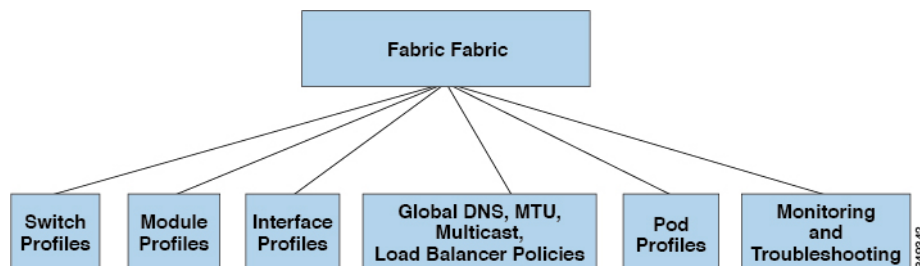 Fabric Fabric
Switch
Profiles
Module
Profiles
Interface
Profiles
Global DNS, MTU,
Multicast,
Load Balancer Policies
Pod
Profiles
Monitoring
and
Troubleshooting